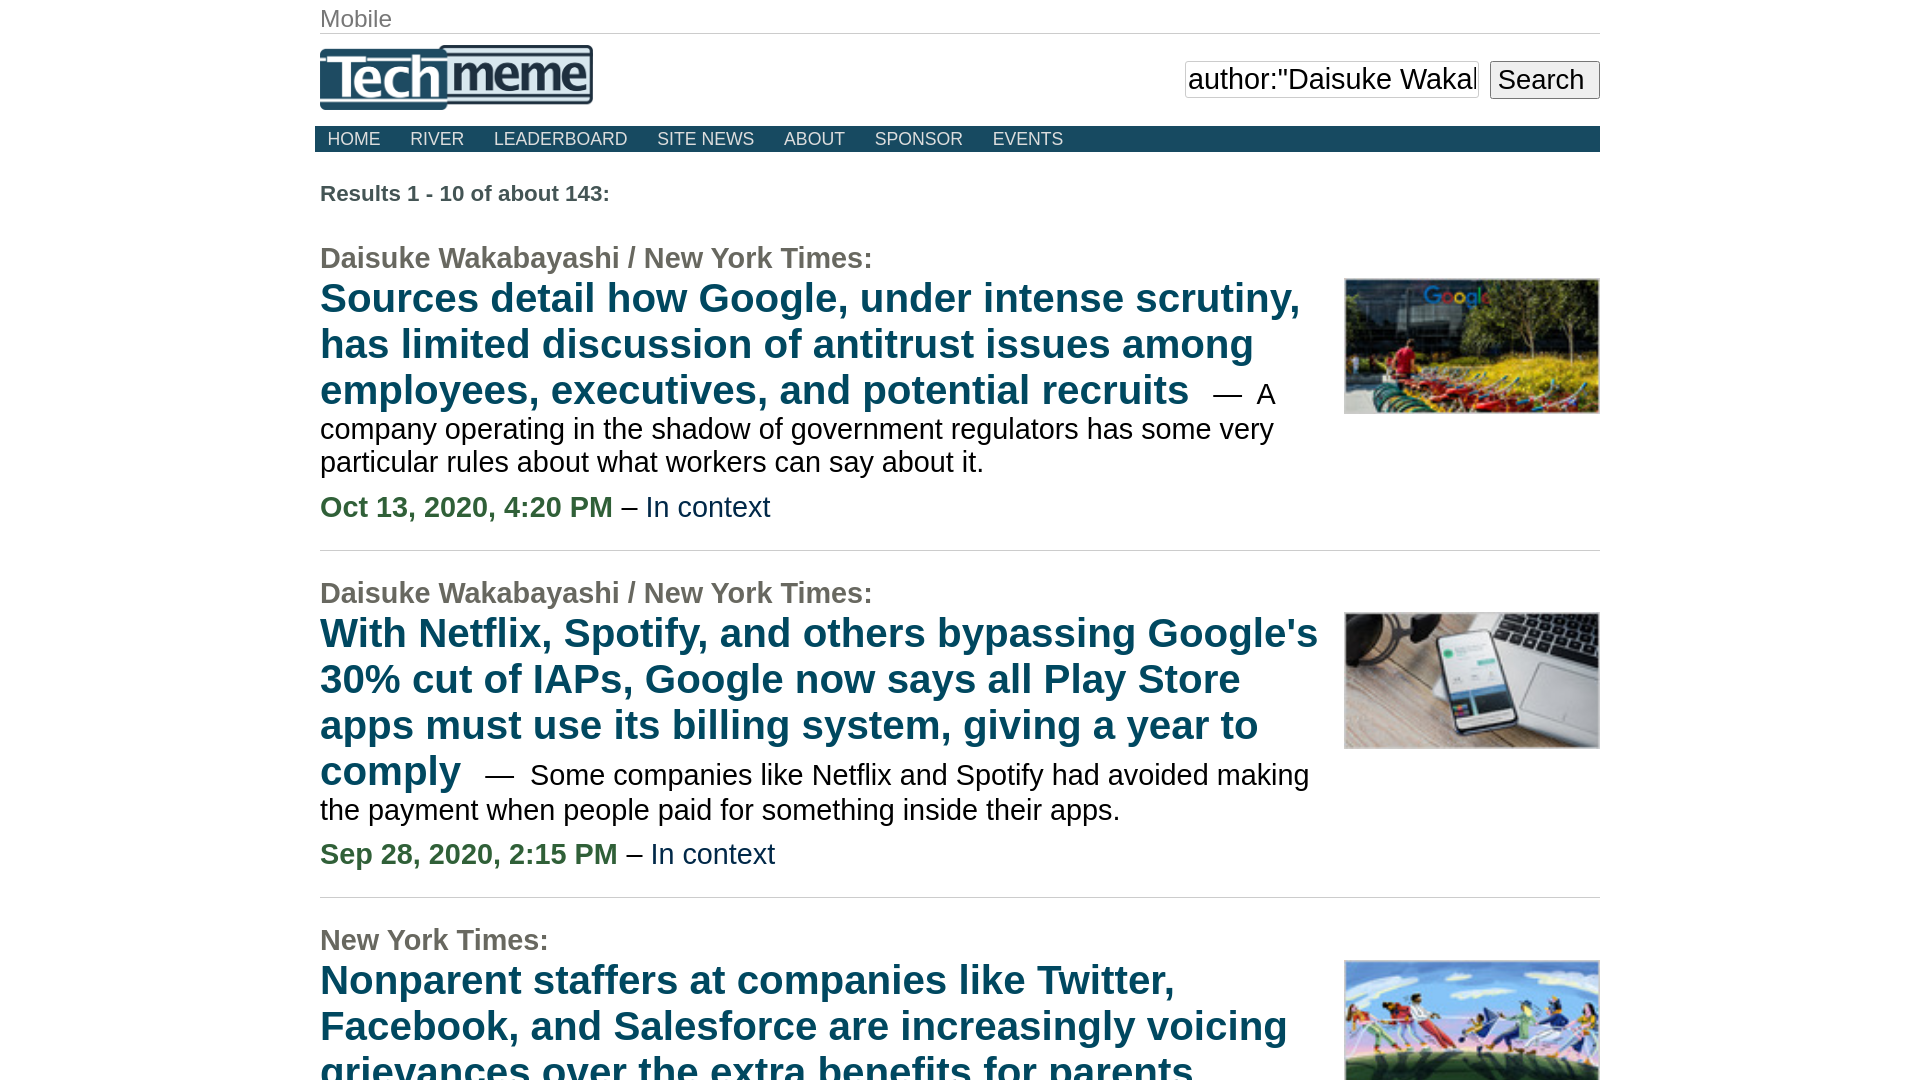 Mobile
Techmeme
author:"Daisuke Wakal
Search
HOME RIVER LEADERBOARD SITE NEWS ABOUT SPONSOR EVENTS
Results 1 - 10 of about 143:
Daisuke Wakabayashi / New York Times:
Sources detail how Google, under intense scrutiny,
has limited discussion of antitrust issues among
employees, executives, and potential recruits — A
company operating in the shadow of government regulators has some very
particular rules about what workers can say about it.
Oct 13, 2020, 4:20 PM – In context
Google
Daisuke Wakabayashi / New York Times:
With Netflix, Spotify, and others bypassing Google's
30% cut of IAPs, Google now says all Play Store
apps must use its billing system, giving a year to
comply — Some companies like Netflix and Spotify had avoided making
the payment when people paid for something inside their apps.
Sep 28, 2020, 2:15 PM – In context
New York Times:
Nonparent staffers at companies like Twitter,
Facebook, and Salesforce are increasingly voicing
grievances over the extra benefits for parents